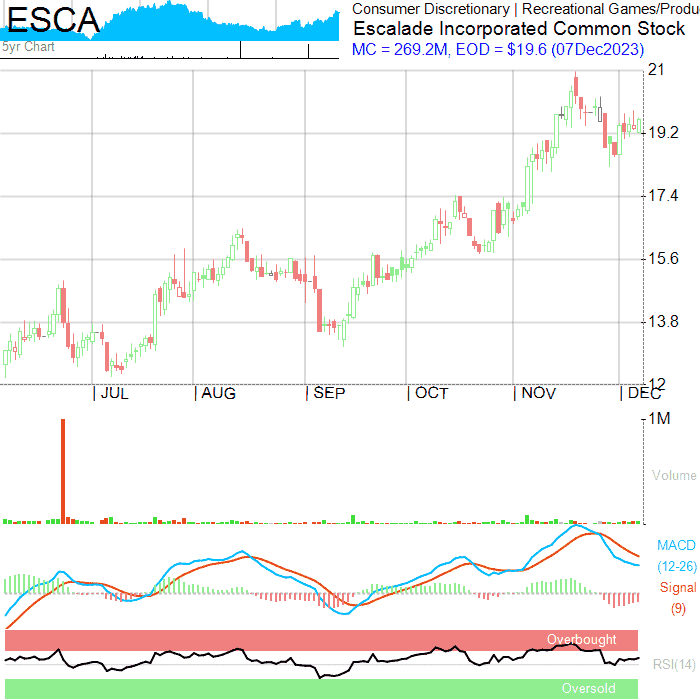 ESCA
5yr Chart
Consumer Discretionary | Recreational Games/Produ
Escalade Incorporated Common Stock
MC = 269.2M, EOD = $19.6 (07Dec2023)
21
19.2
17.4
15.6
13.8
12
JUL AUG SEP OCT NOV DEC
1M
Volume
MACD
(12-26)
Signal
(9)
Overbought
RSI(14)
Oversold